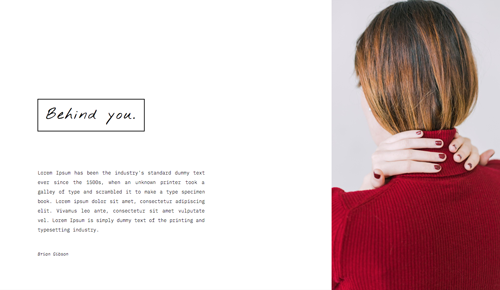 Behind you.
Lorem Ipsum has been the industry's standard dummy text
ever since the 1500s, when an unknown printer took a
galley of type and scrambled it to make a type specimen
book. Lorem ipsum dolor sit amet, consectetur adipiscing
elit. Vivamus leo ante, consectetur sit amet vulputate
vel. Lorem Ipsum is simply dummy text of the printing and
typesetting industry.
Brian Gibson